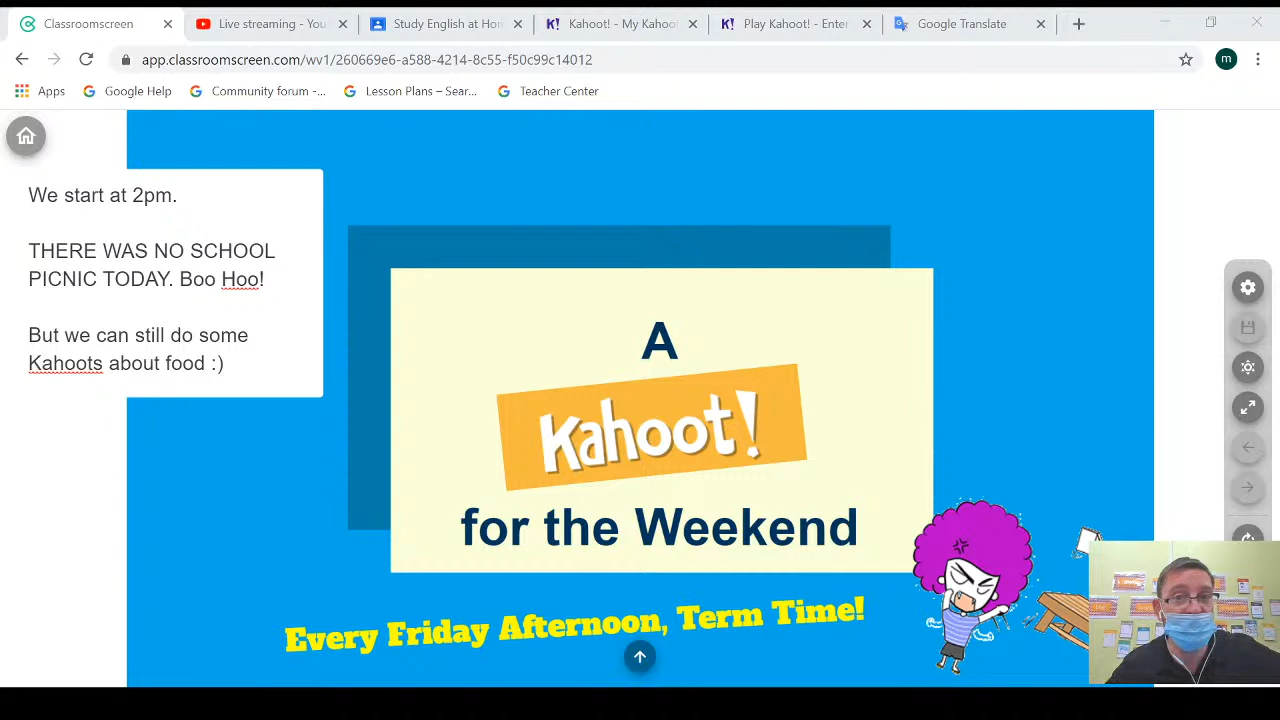 Classroomscreen
Live streaming - You
Study English at Hon
Kahoot! - My Kahoo
Play Kahoot! - Enter
Google Translate
app.classroomscreen.com/wv1/260669e6-a588-4214-8c55-f50c99c14012
m
Apps
Google Help
Community forum -...
Lesson Plans – Sear...
Teacher Center
We start at 2pm.
THERE WAS NO SCHOOL
PICNIC TODAY. Boo Hoo!
But we can still do some
Kahoots about food :)
A
Kahoot!
for the Weekend
Every Friday Afternoon, Term Time!